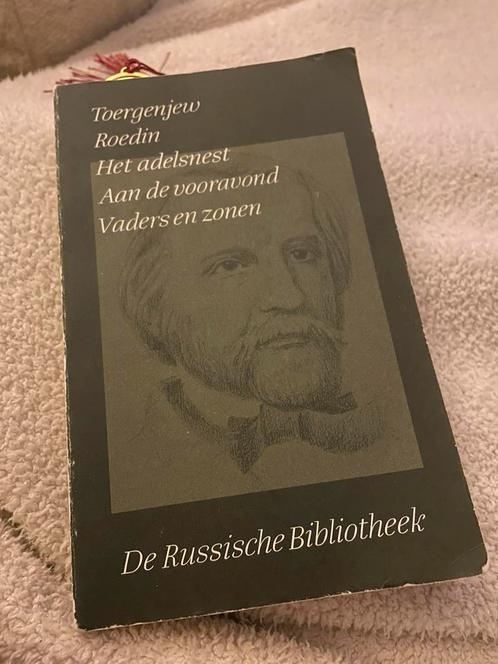 Toergenjew
Roedin
Het adelsnest
Aan de vooravond
Vaders en zonen
De Russische Bibliotheek